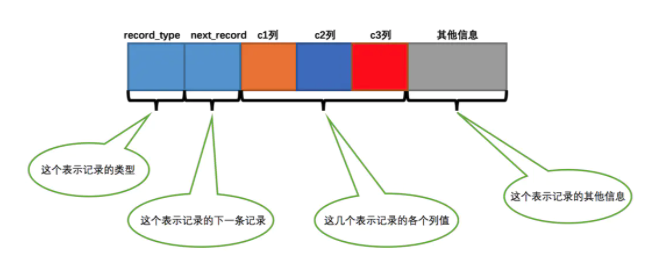 record_type next_record c1列 c2列 c3列 其他信息
这个表示记录的类型
这个表示记录的下一条记录
这几个表示记录的各个列值
这个表示记录的其他信息